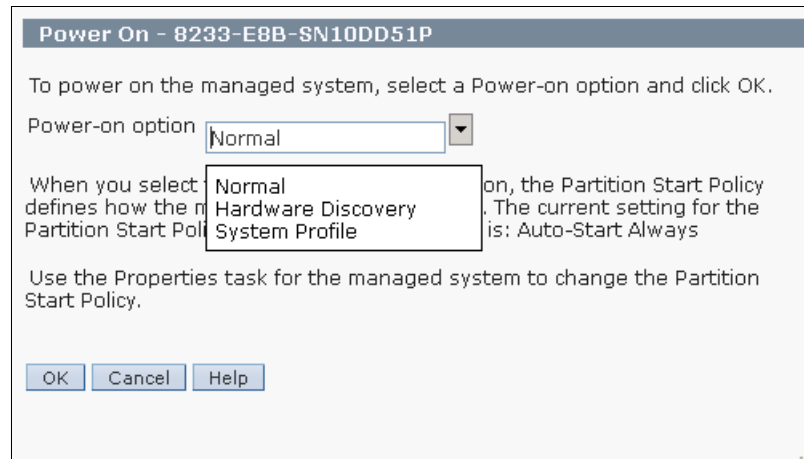 Power On - 8233-E8B-SN10DD51P
To power on the managed system, select a Power-on option and click OK.
Power-on option
Normal
Normal
Hardware Discovery
System Profile
When you select on, the Partition Start Policy
defines how the . The current setting for the
Partition Start is: Auto-Start Always
Use the Properties task for the managed system to change the Partition
Start Policy.
OK Cancel Help